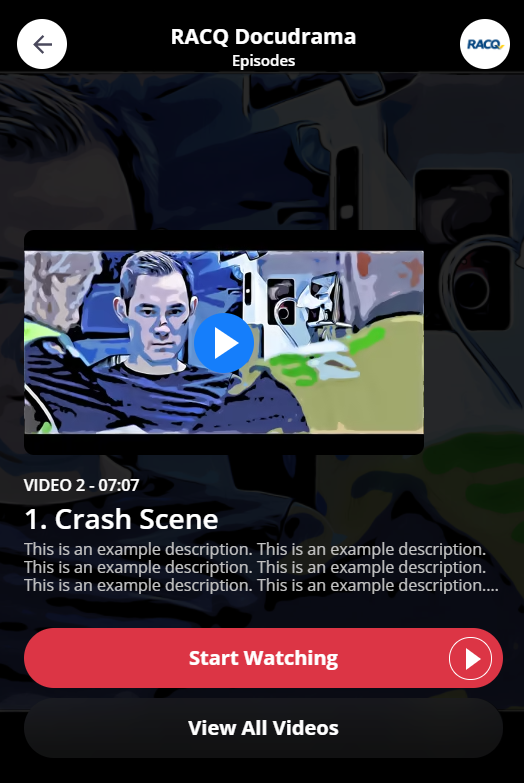 RACQ Docudrama
Episodes
RACQ
VIDEO 2 - 07:07
1. Crash Scene
This is an example description. This is an example description.
This is an example description. This is an example description.
This is an example description. This is an example description....
Start Watching
View All Videos